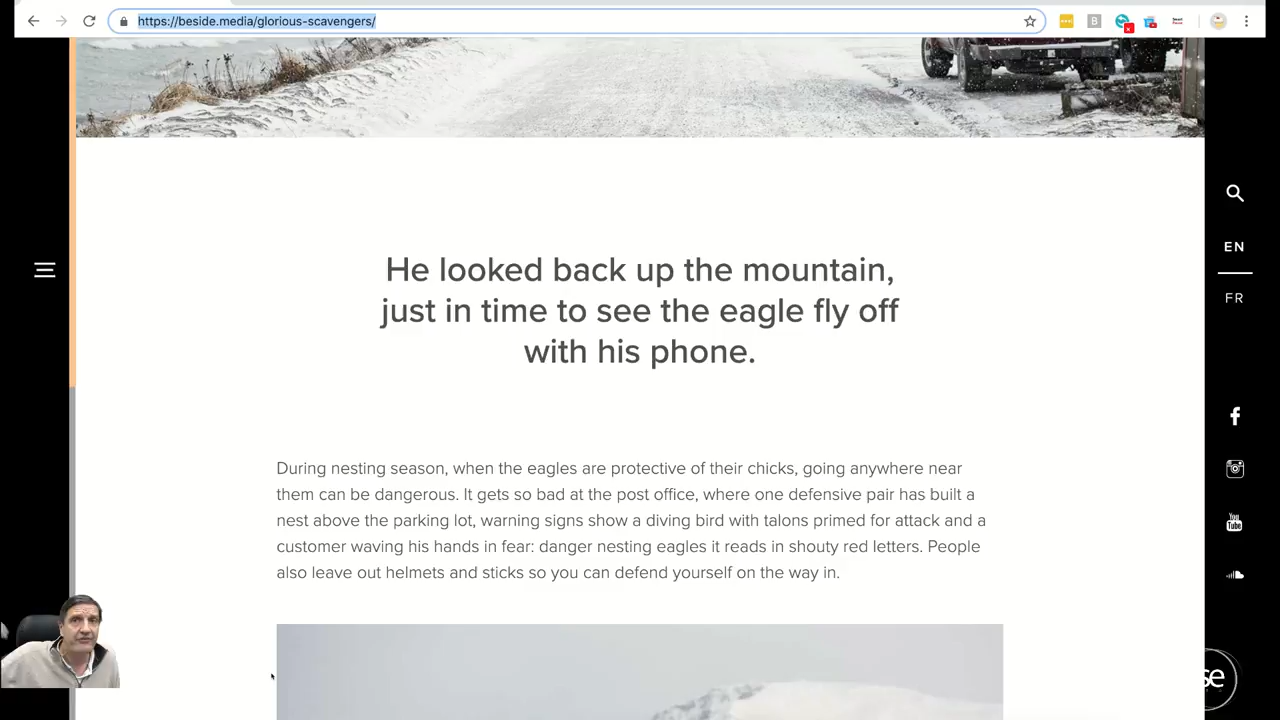 https://beside.media/glorious-scavengers/
EN
FR
He looked back up the mountain,
just in time to see the eagle fly off
with his phone.
During nesting season, when the eagles are protective of their chicks, going anywhere near
them can be dangerous. It gets so bad at the post office, where one defensive pair has built a
nest above the parking lot, warning signs show a diving bird with talons primed for attack and a
customer waving his hands in fear: danger nesting eagles it reads in shouty red letters. People
also leave out helmets and sticks so you can defend yourself on the way in.
You
Tube
se